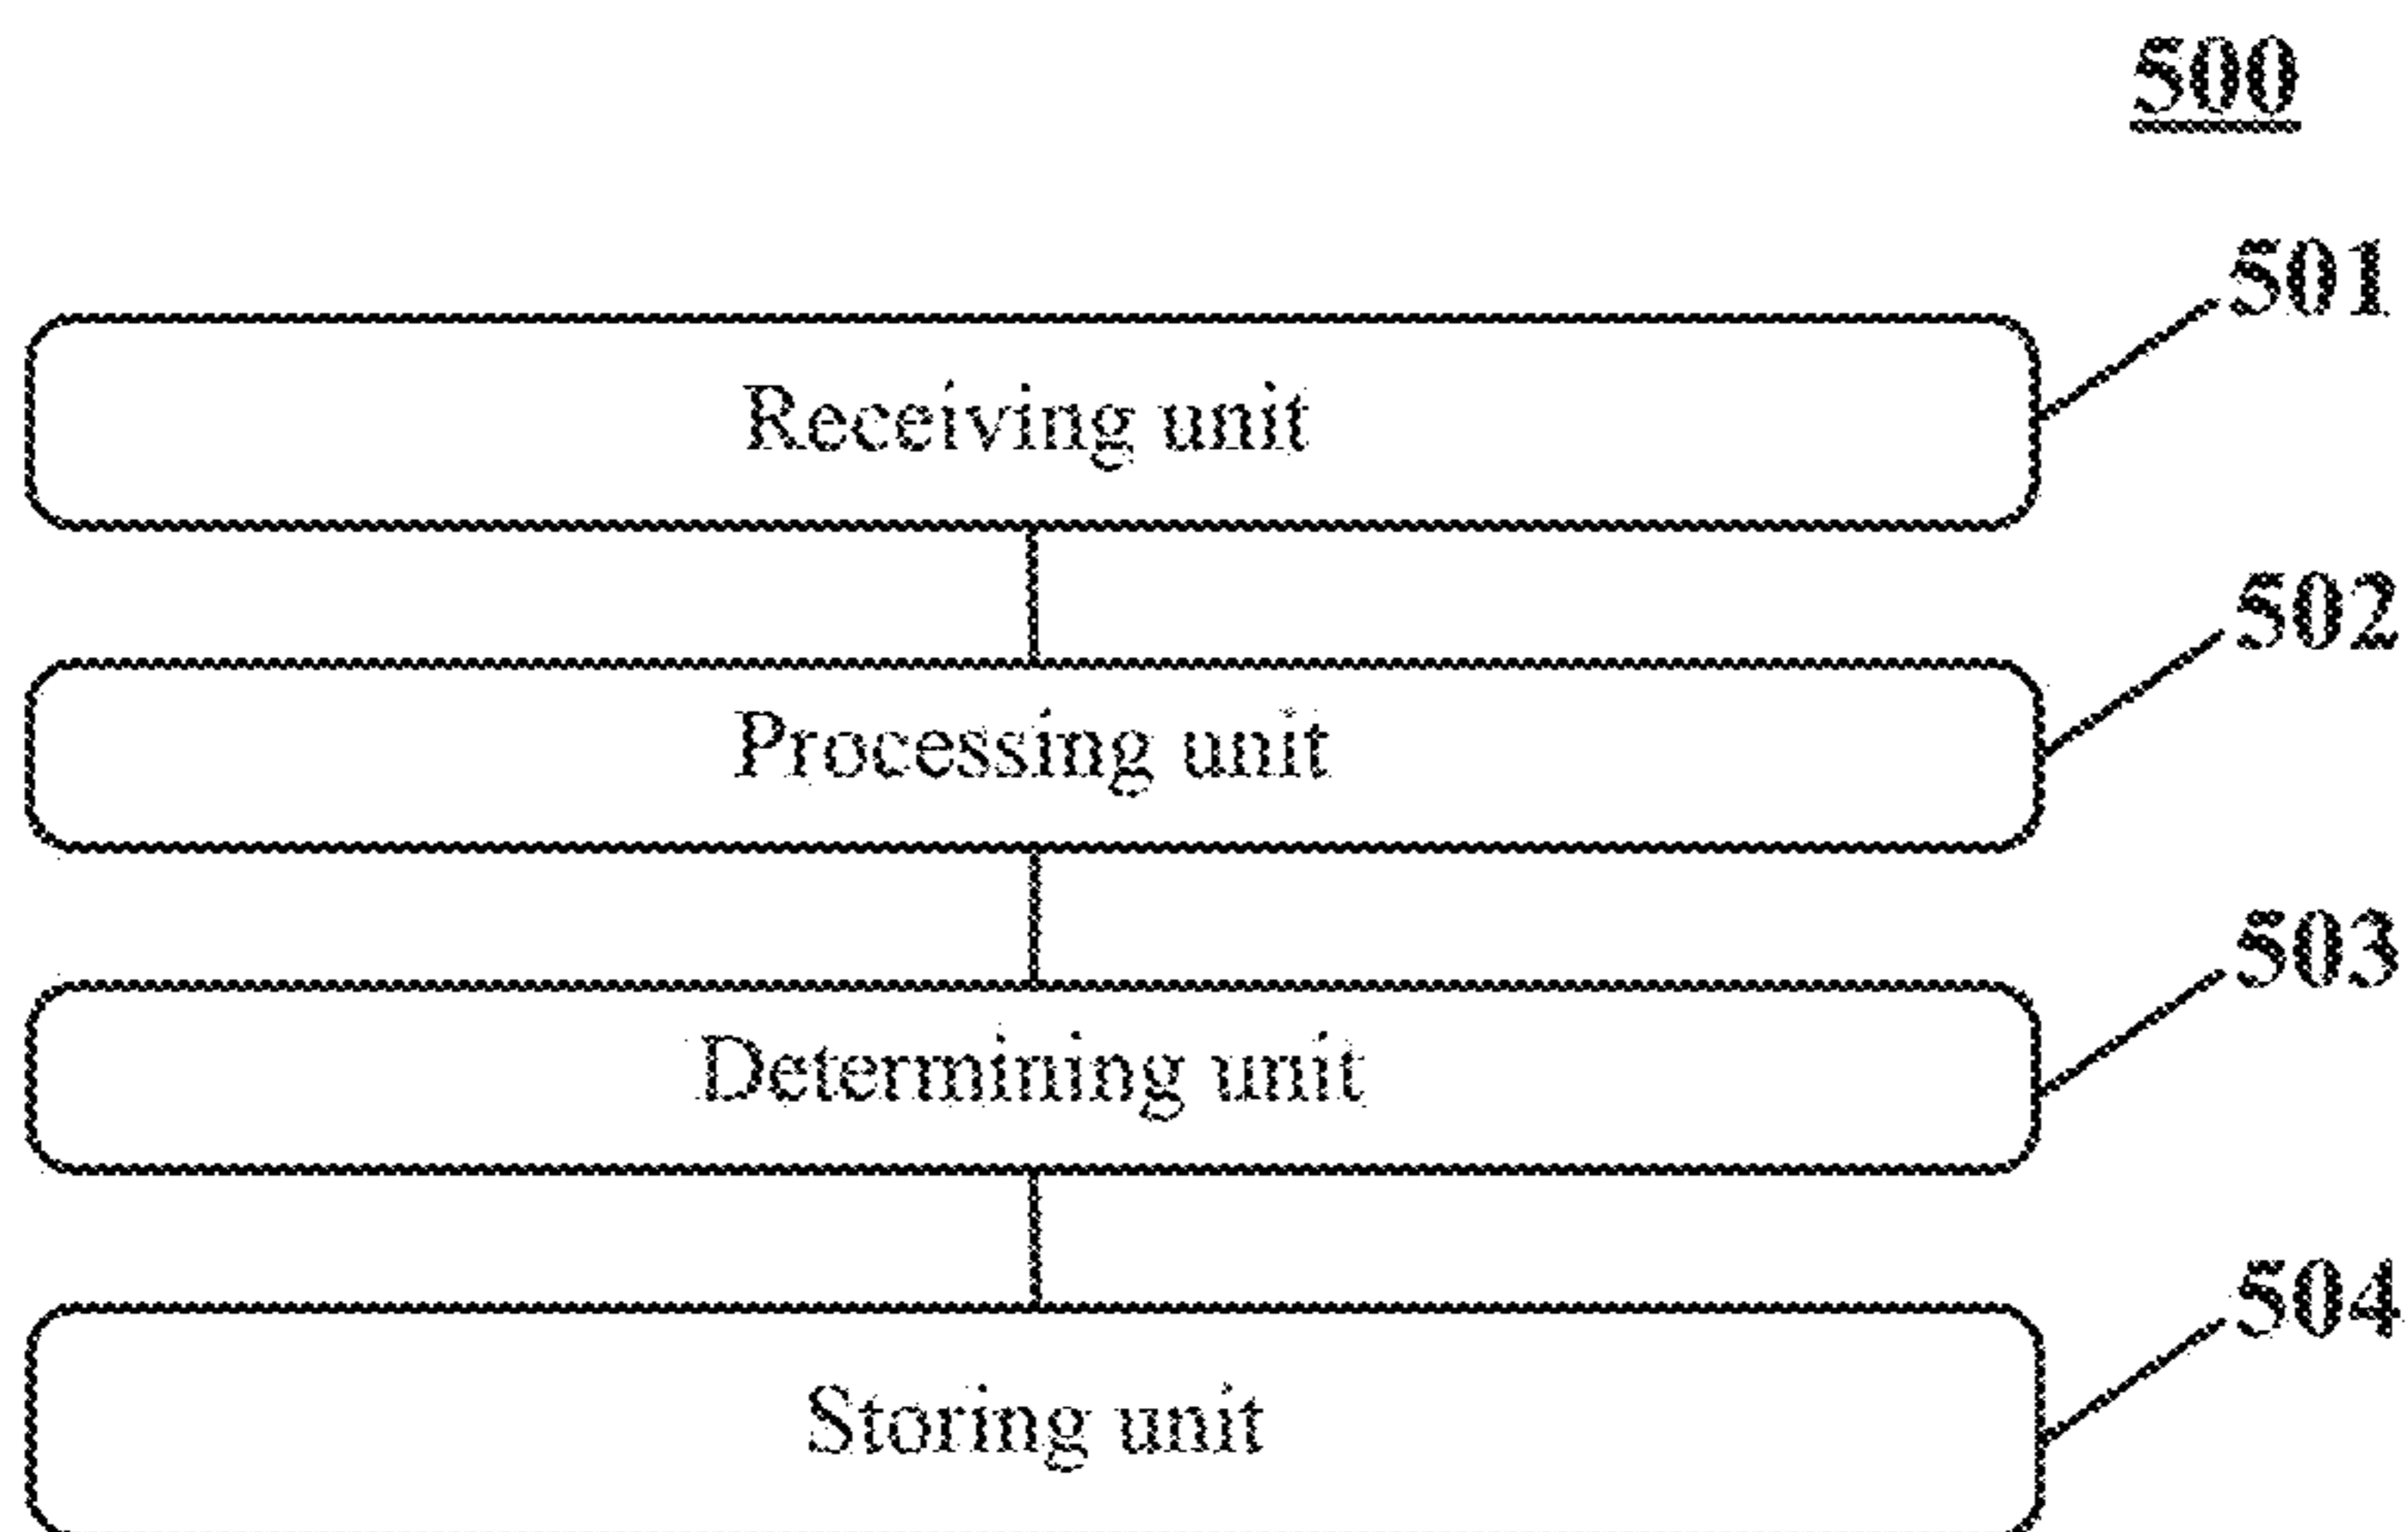 500
501
Receiving unit
502
Processing unit
503
Determining unit
504
Storing unit